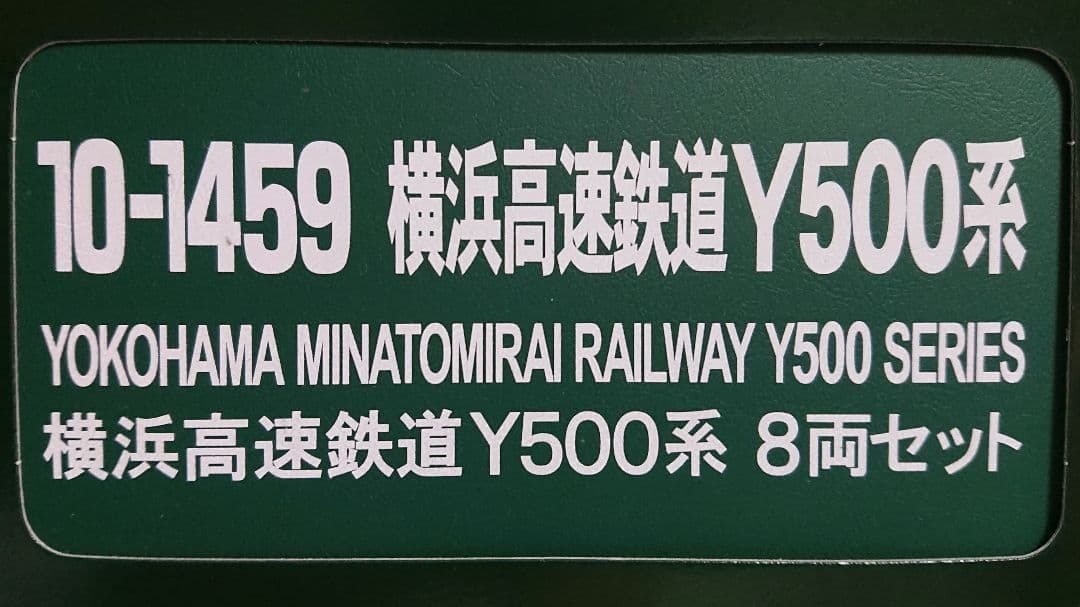 10-1459 横浜高速鉄道Y500系
YOKOHAMA MINATOMIRAI RAILWAY Y500 SERIES
横浜高速鉄道Y500系 8両セット